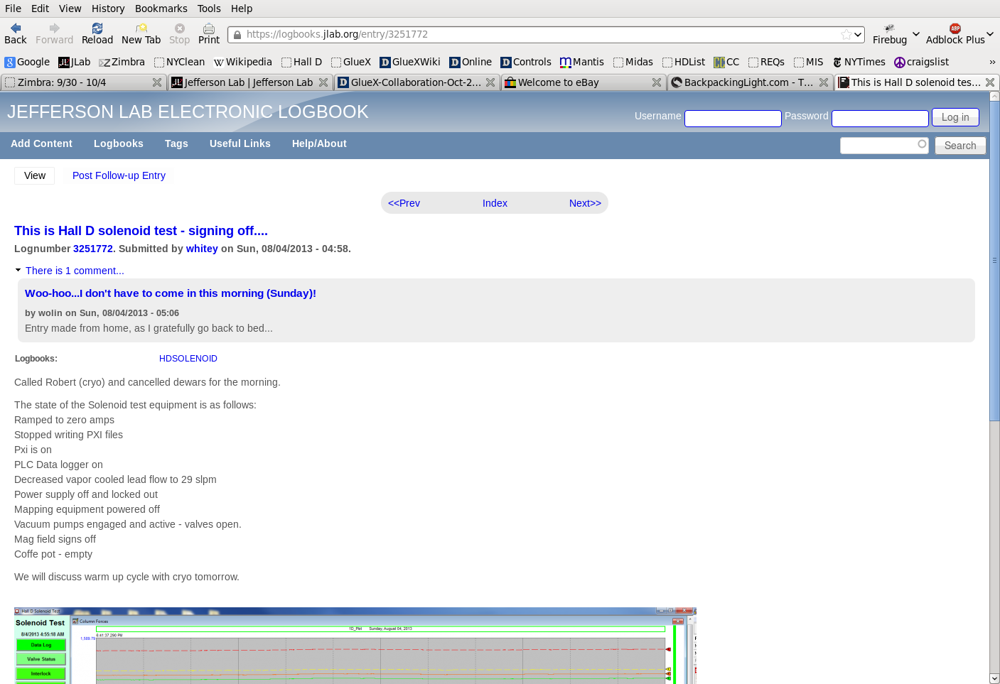 File Edit View History Bookmarks Tools Help
Back Forward Reload New Tab Stop Print https://logbooks.jlab.org/entry/3251772 Firebug Adblock Plus
Google JLab Zimbra NYClean Wikipedia Hall D GlueX GlueXWiki Online Controls Mantis Midas HDList CC REQs MIS NYTimes craigslist »
Zimbra: 9/30 - 10/4 Jefferson Lab | Jefferson Lab GlueX-Collaboration-Oct-2... Welcome to eBay BackpackingLight.com - T... This is Hall D solenoid tes...
JEFFERSON LAB ELECTRONIC LOGBOOK
Username Password Log in
Add Content Logbooks Tags Useful Links Help/About Search
View Post Follow-up Entry
<<Prev Index Next>>
This is Hall D solenoid test - signing off....
Lognumber 3251772. Submitted by whitey on Sun, 08/04/2013 - 04:58.
There is 1 comment...
Woo-hoo...I don't have to come in this morning (Sunday)!
by wolin on Sun, 08/04/2013 - 05:06
Entry made from home, as I gratefully go back to bed...
Logbooks: HDSOLENOID
Called Robert (cryo) and cancelled dewars for the morning.
The state of the Solenoid test equipment is as follows:
Ramped to zero amps
Stopped writing PXI files
Pxi is on
PLC Data logger on
Decreased vapor cooled lead flow to 29 slpm
Power supply off and locked out
Mapping equipment powered off
Vacuum pumps engaged and active - valves open.
Mag field signs off
Coffe pot - empty
We will discuss warm up cycle with cryo tomorrow.
Hall D Solenoid Test
Solenoid Test Column Forces
1D_Plot Sunday, August 04, 2013
8/4/2013 4:55:18 AM 6:41:37.290 PM
1,589.79
Data Log
Valve Status
Interlock